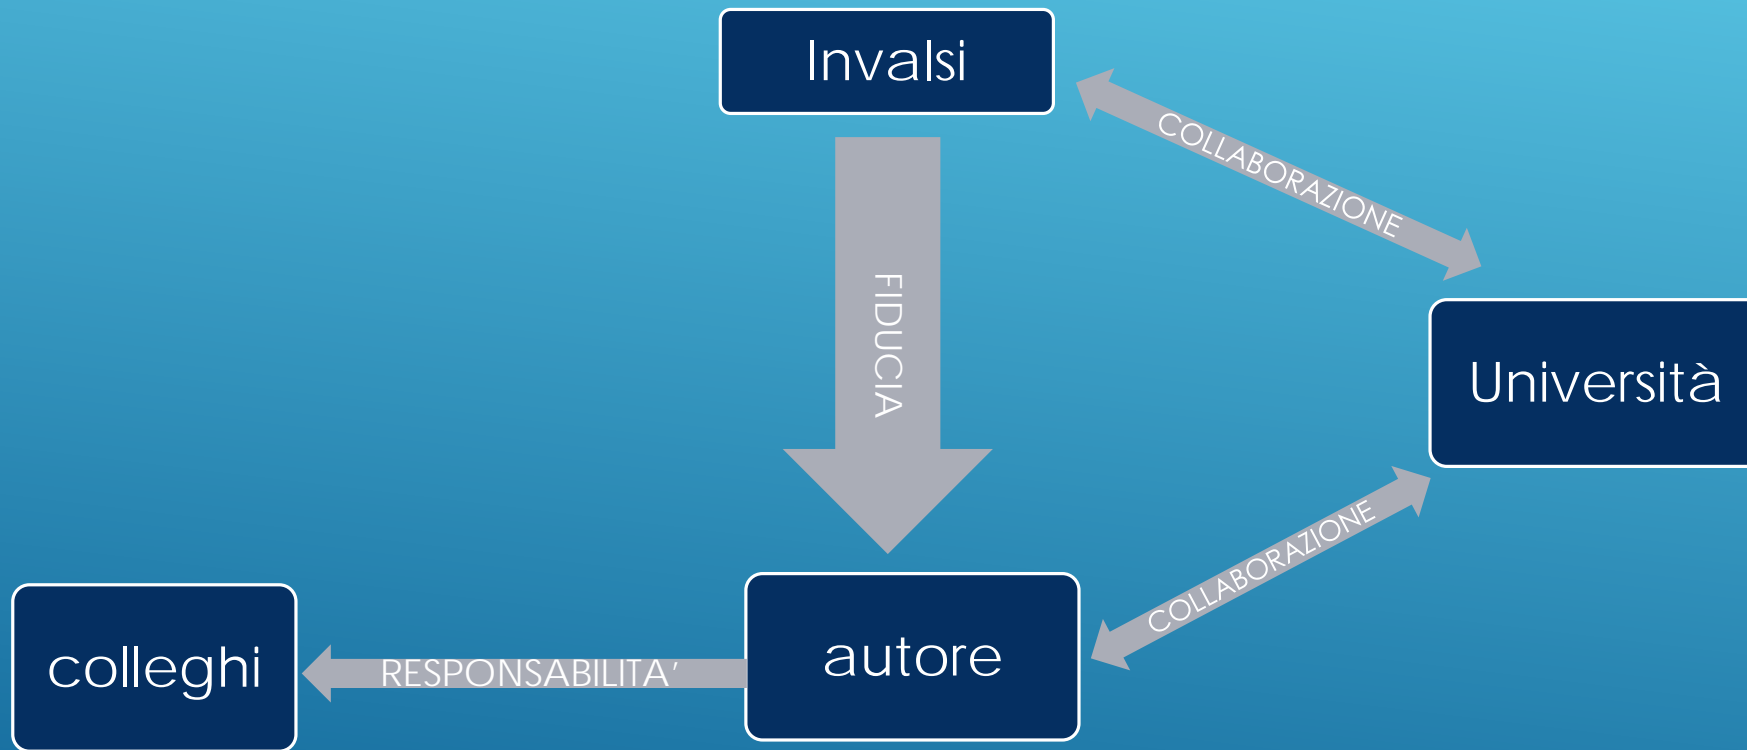 Invalsi
COLLABORAZIONE
FIDUCIA
Università
COLLABORAZIONE
colleghi
RESPONSABILITA’
autore